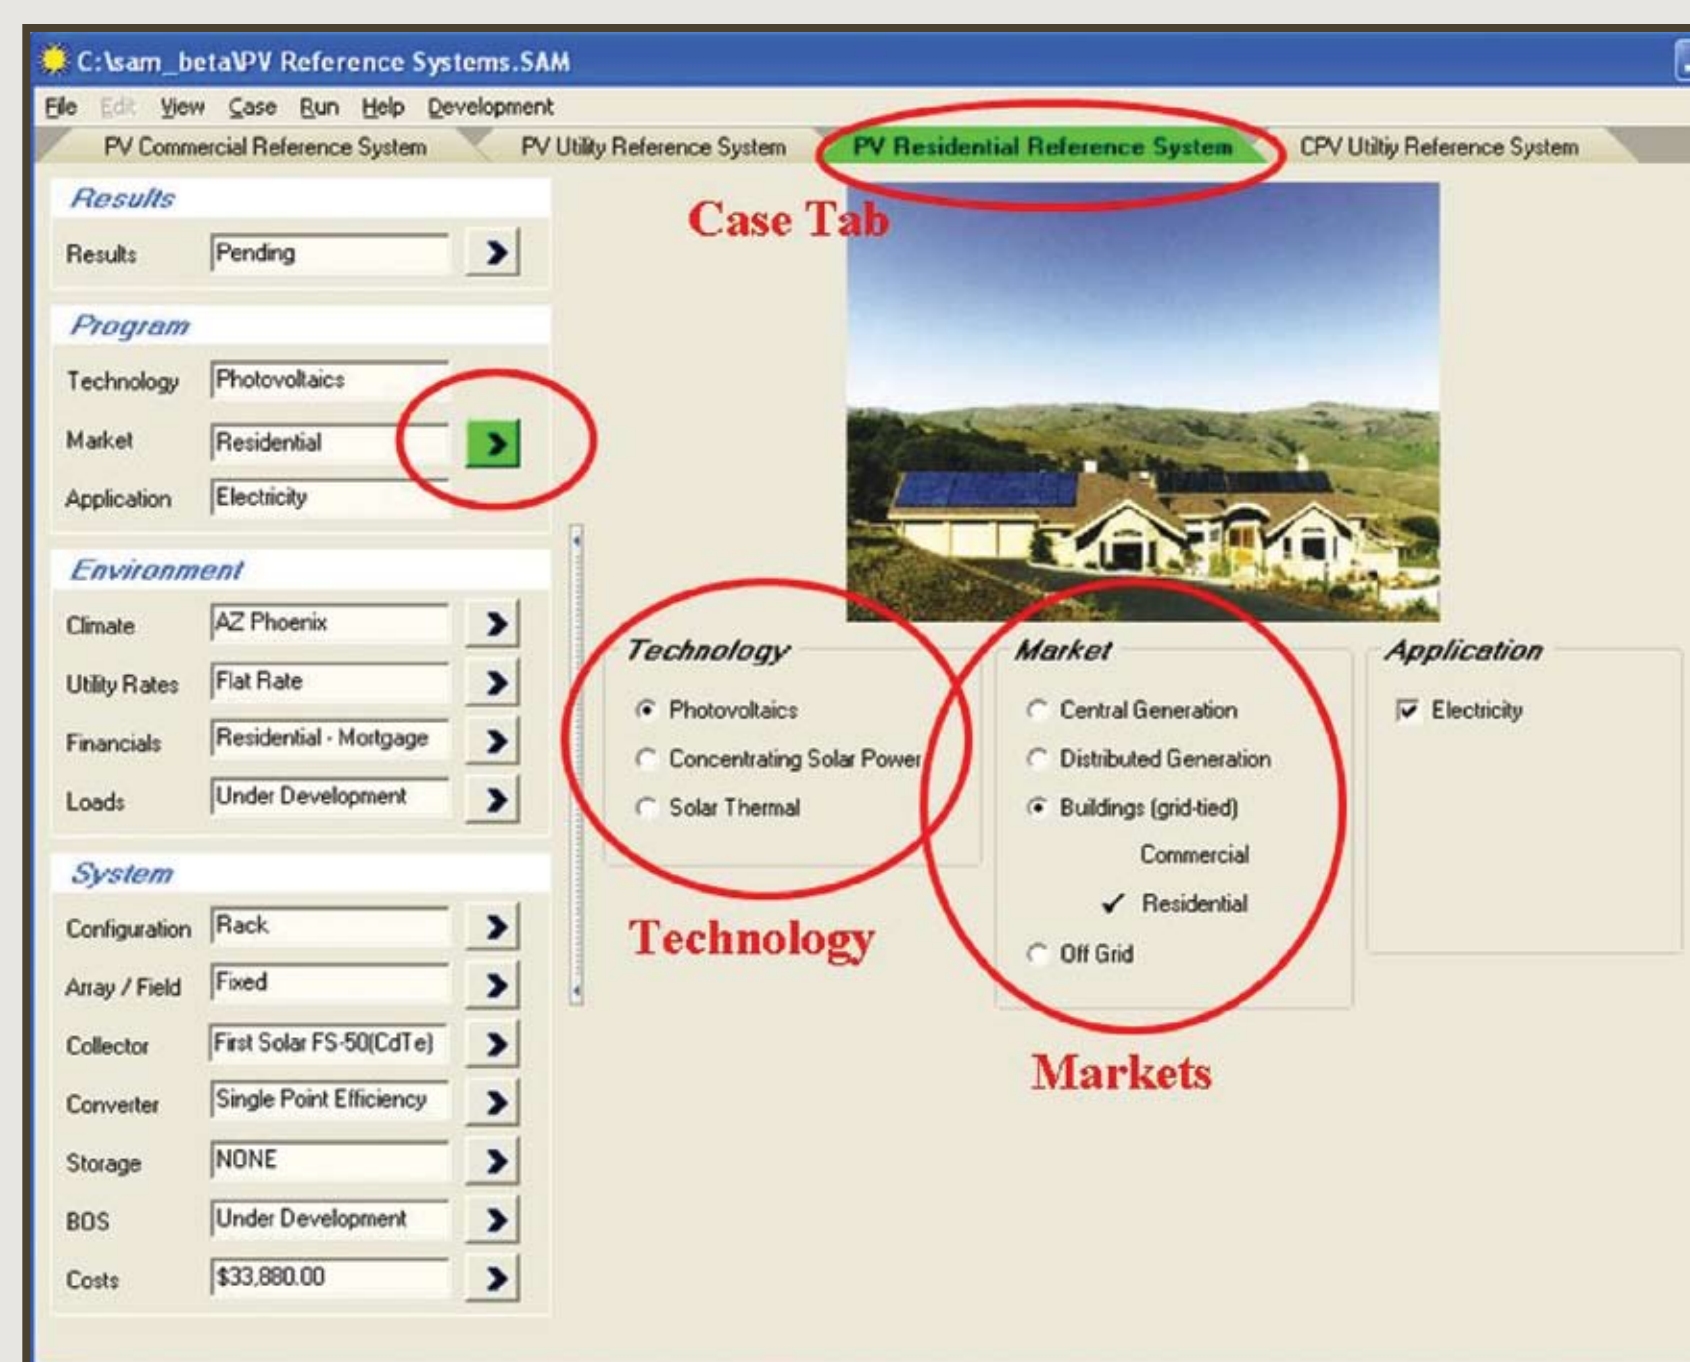 C:\sam_beta\PV Reference Systems.SAM
File Edit View Case Run Help Development
PV Commercial Reference System PV Utility Reference System PV Residential Reference System CPV Utiltiy Reference System
Case Tab
Results
Results Pending
Program
Technology Photovoltaics
Market Residential
Application Electricity
Environment
Climate AZ Phoenix
Utility Rates Flat Rate
Financials Residential - Mortgage
Loads Under Development
System
Configuration Rack
Array / Field Fixed
Collector First Solar FS-50(CdTe)
Converter Single Point Efficiency
Storage NONE
BOS Under Development
Costs $33,880.00
Technology
Photovoltaics
Concentrating Solar Power
Solar Thermal
Technology
Market
Central Generation
Distributed Generation
Buildings (grid-tied)
Commercial
Residential
Off Grid
Markets
Application
Electricity